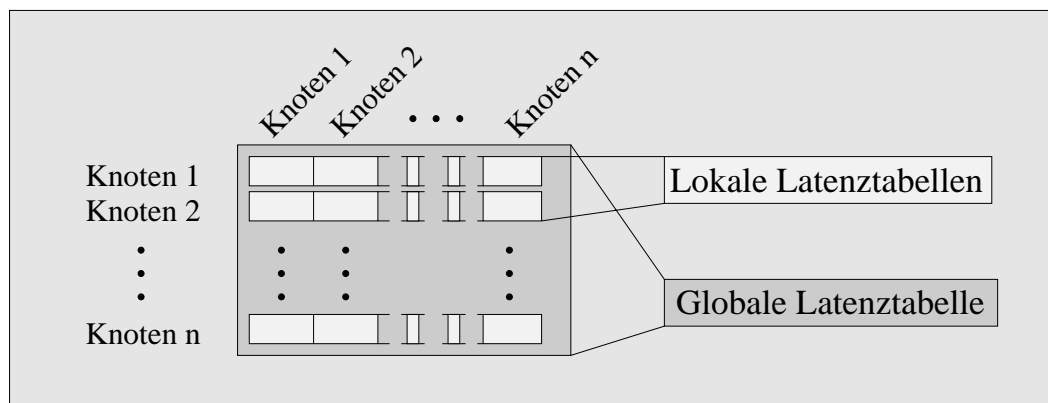 Knoten 1
Knoten 2
• • •
Knoten n
Knoten 1
Lokale Latenztabellen
Knoten 2
Globale Latenztabelle
Knoten n